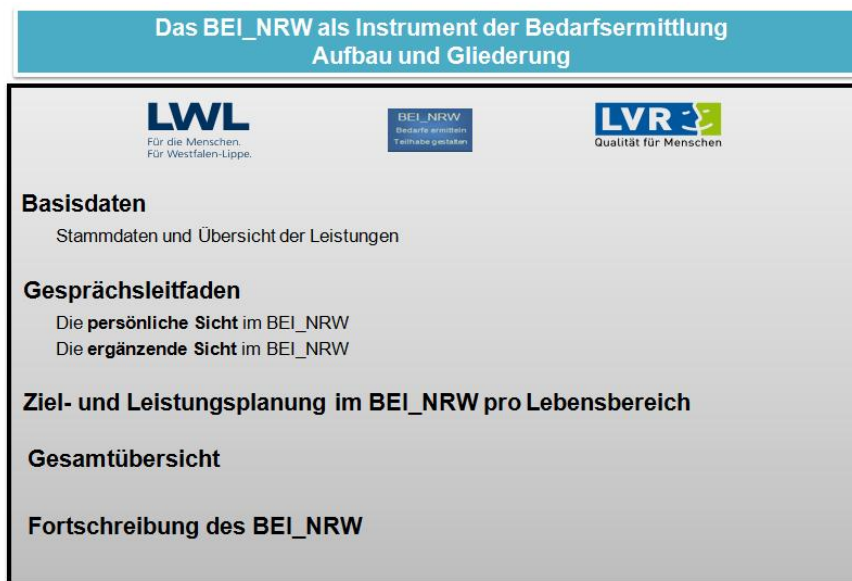 Das BEI_NRW als Instrument der Bedarfsermittlung
Aufbau und Gliederung
LWL
Für die Menschen.
Für Westfalen-Lippe.
BEI_NRW
Bedarfe ermitteln
Teilhabe gestalten
LVR
Qualität für Menschen
Basisdaten
Stammdaten und Übersicht der Leistungen
Gesprächsleitfaden
Die persönliche Sicht im BEI_NRW
Die ergänzende Sicht im BEI_NRW
Ziel- und Leistungsplanung im BEI_NRW pro Lebensbereich
Gesamtübersicht
Fortschreibung des BEI_NRW